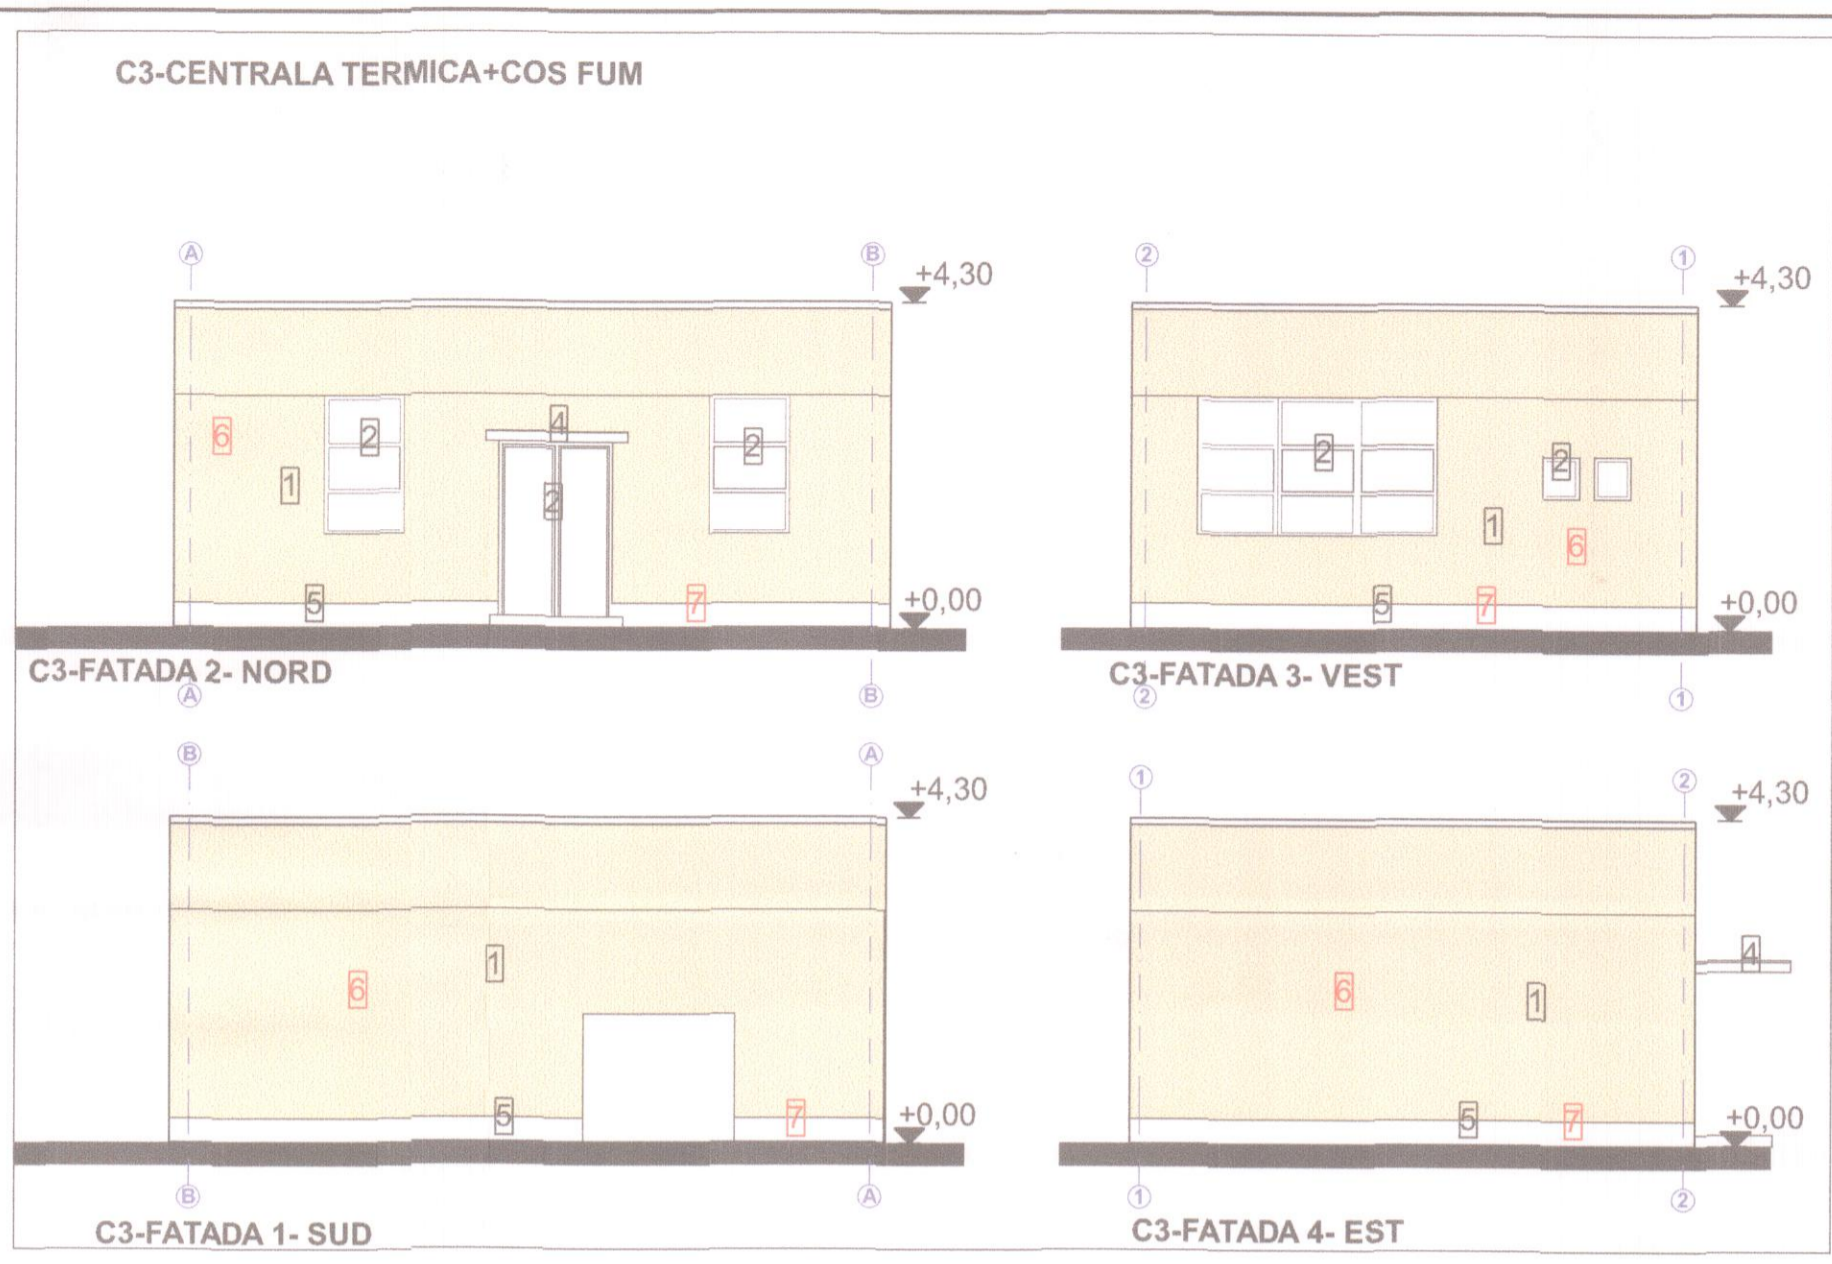 C3-CENTRALA TERMICA+COS FUM
A B +4,30
2 1 +4,30
6 2 4 2
1 2
5 7 +0,00
2 2
1 6
5 7 +0,00
C3-FATADA 2- NORD
A B
C3-FATADA 3- VEST
2 1
B A +4,30
1 2 +4,30
1
6
5 7 +0,00
4
6 1
5 7 +0,00
B A
1 2
C3-FATADA 1- SUD
C3-FATADA 4- EST